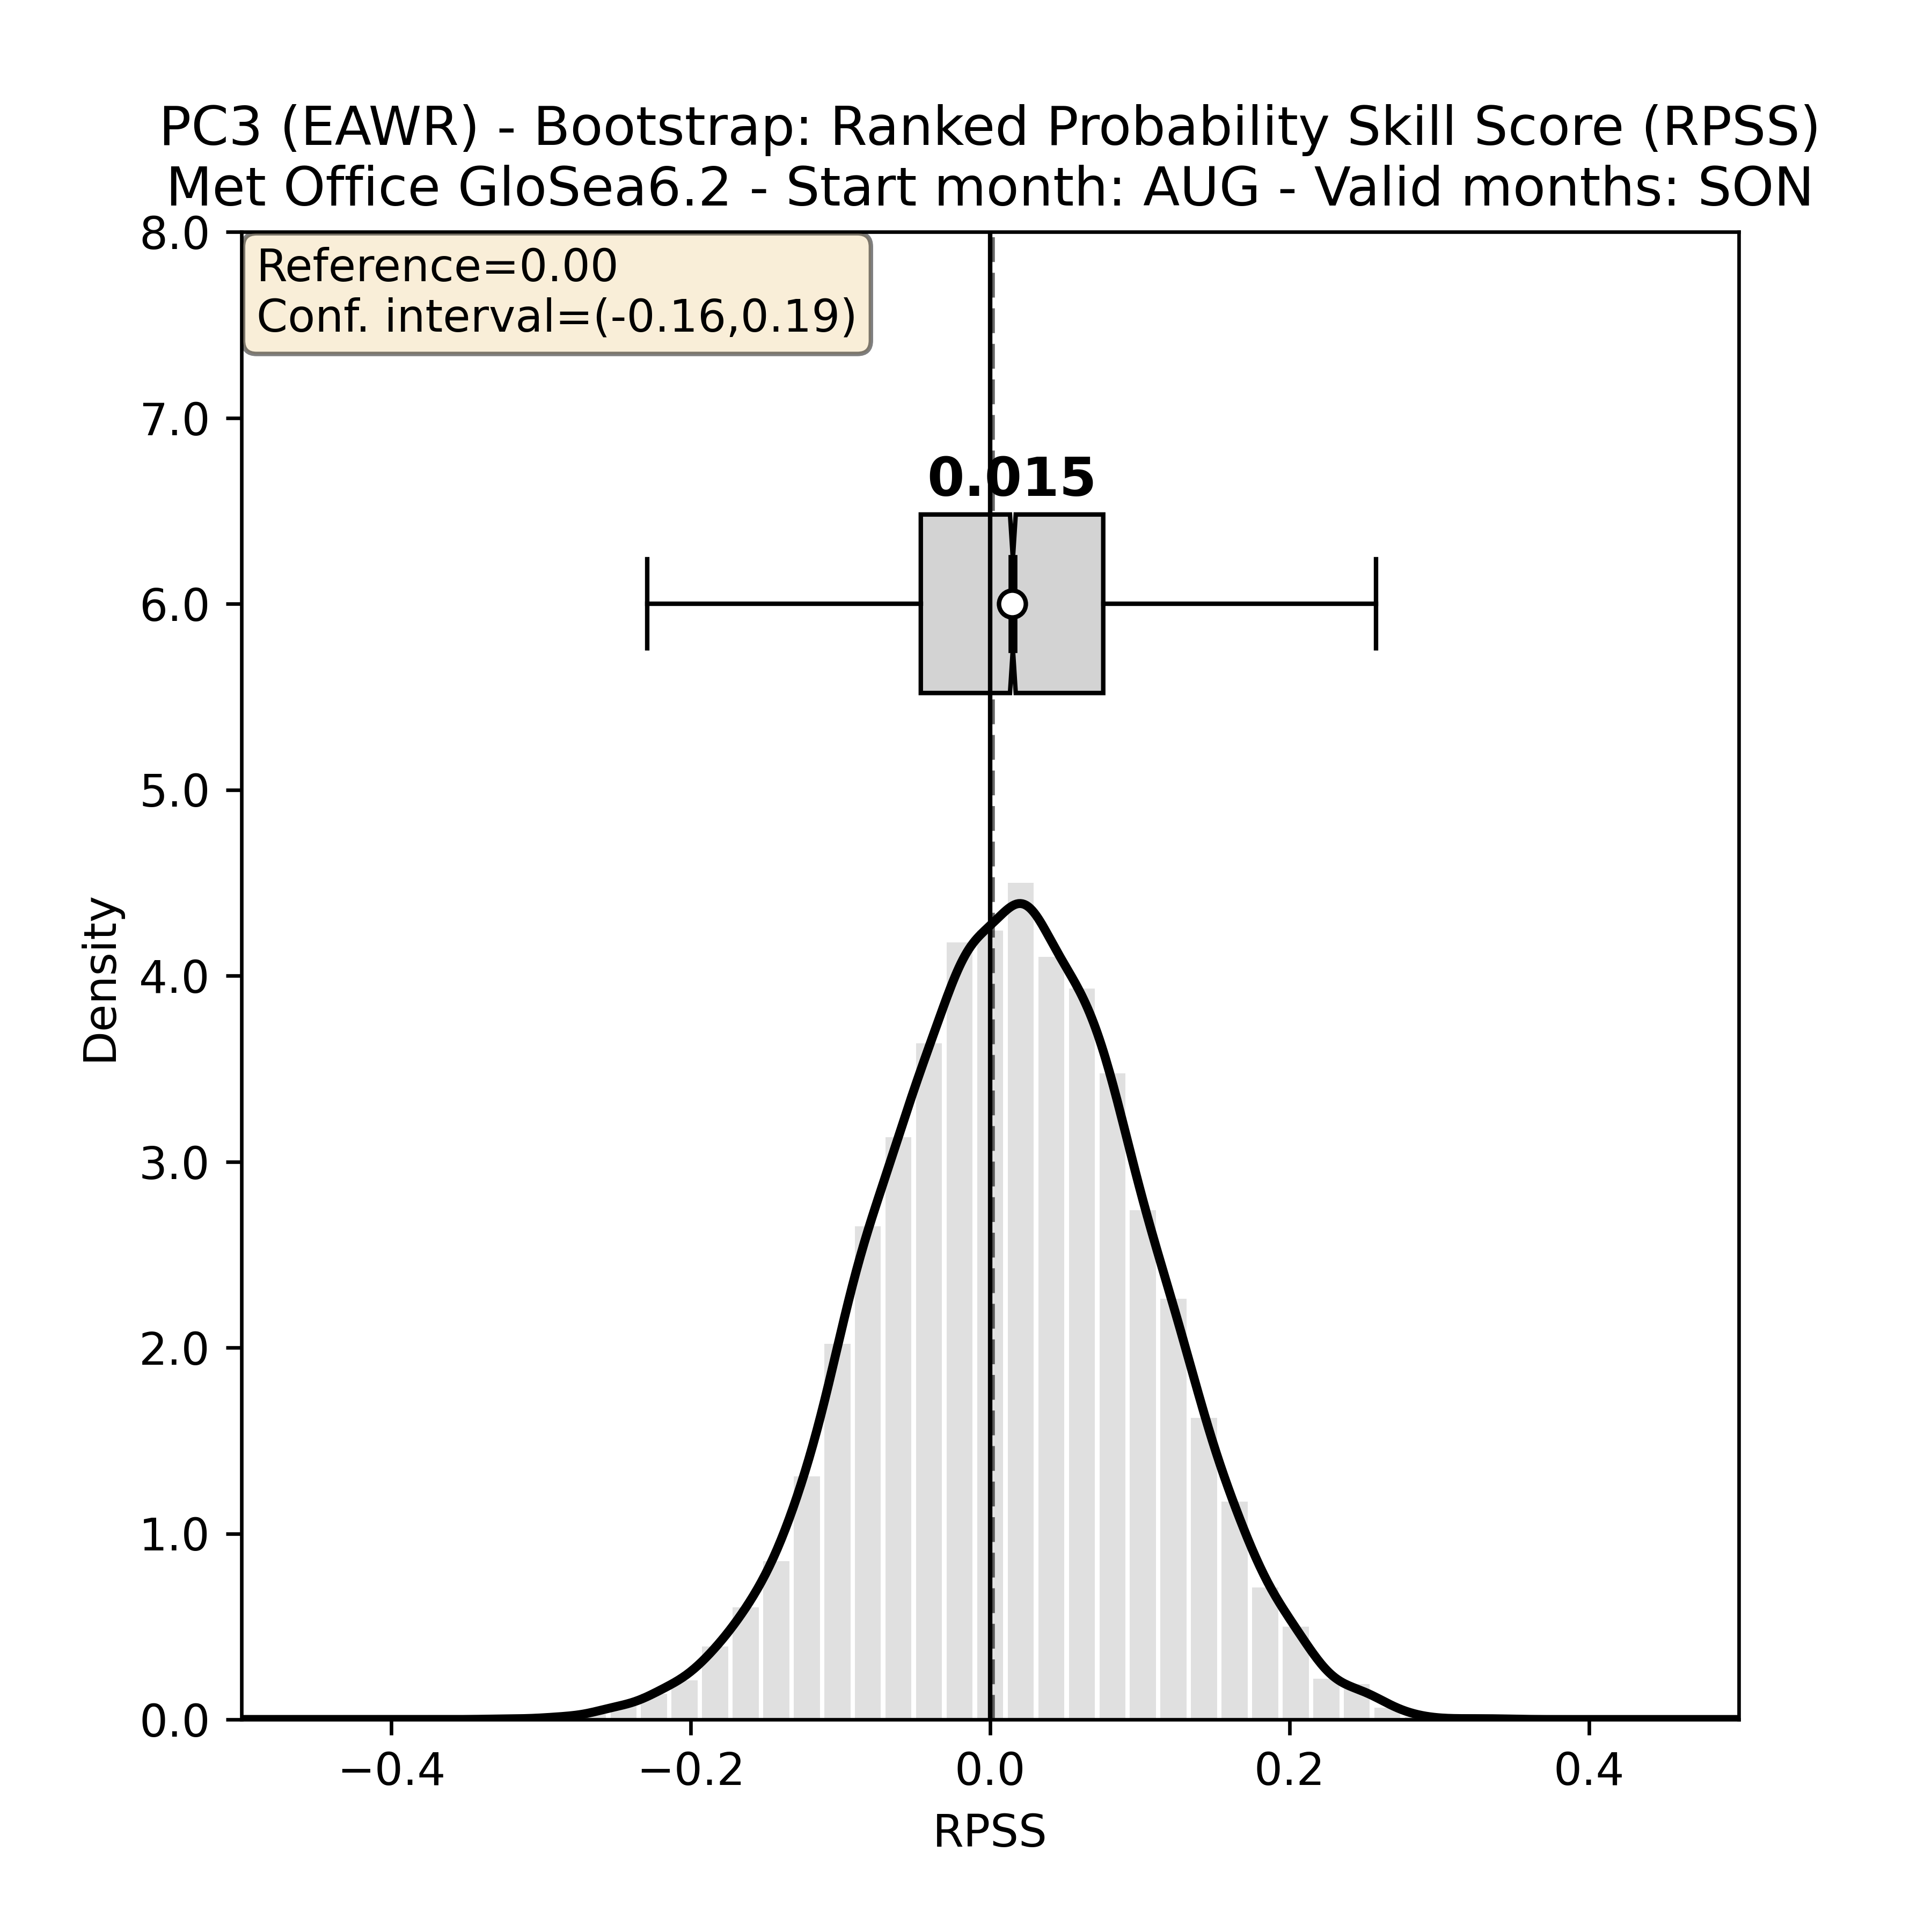 PC3 (EAWR) - Bootstrap: Ranked Probability Skill Score (RPSS)
Met Office GloSea6.2 - Start month: AUG - Valid months: SON
8.0
Reference=0.00
Conf. interval=(-0.16,0.19)
7.0
0.015
6.0
5.0
4.0
3.0
2.0
1.0
0.0
Density
−0.4
−0.2
0.0
0.2
0.4
RPSS